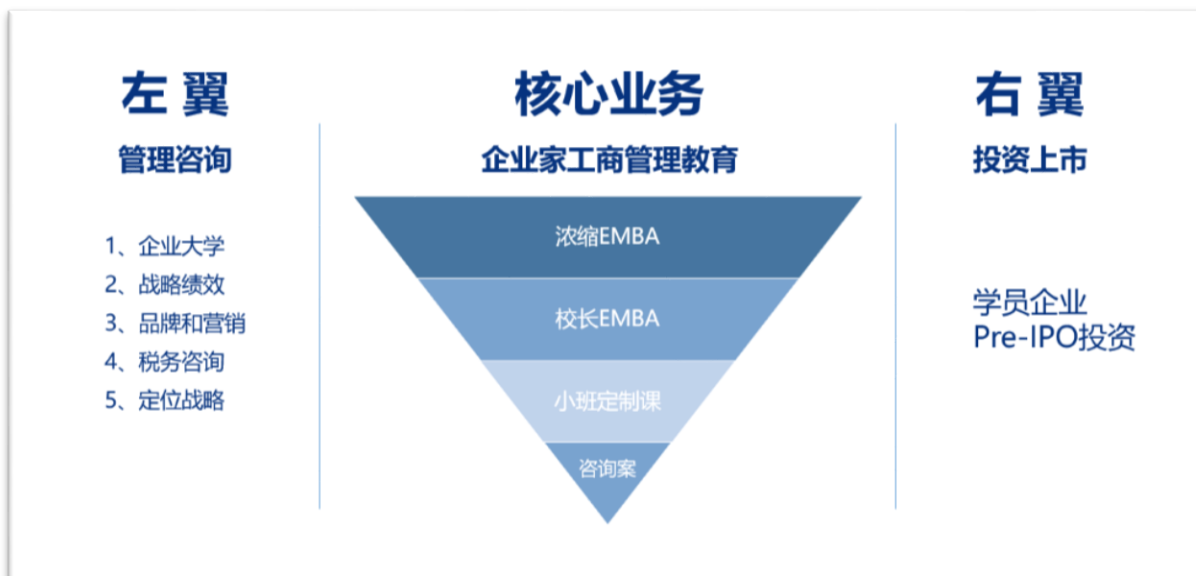 左 翼
管理咨询
1、企业大学
2、战略绩效
3、品牌和营销
4、税务咨询
5、定位战略
核心业务
企业家工商管理教育
浓缩EMBA
校长EMBA
小班定制课
咨询案
右 翼
投资上市
学员企业
Pre-IPO投资